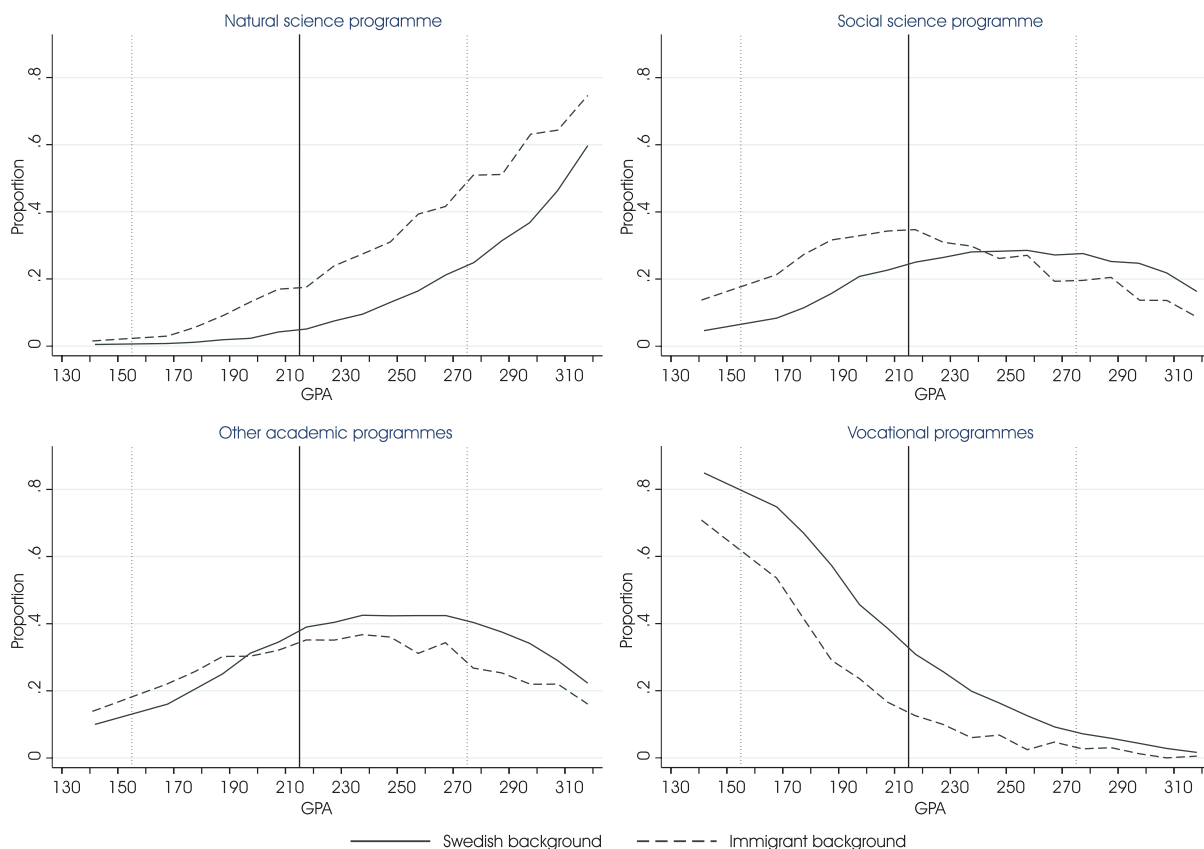 Natural science programme
Proportion
.8
.6
.4
.2
0
130 150 170 190 210 230 250 270 290 310
GPA
Social science programme
Proportion
.8
.6
.4
.2
0
130 150 170 190 210 230 250 270 290 310
GPA
Other academic programmes
Proportion
.8
.6
.4
.2
0
130 150 170 190 210 230 250 270 290 310
GPA
Vocational programmes
Proportion
.8
.6
.4
.2
0
130 150 170 190 210 230 250 270 290 310
GPA
Swedish background Immigrant background